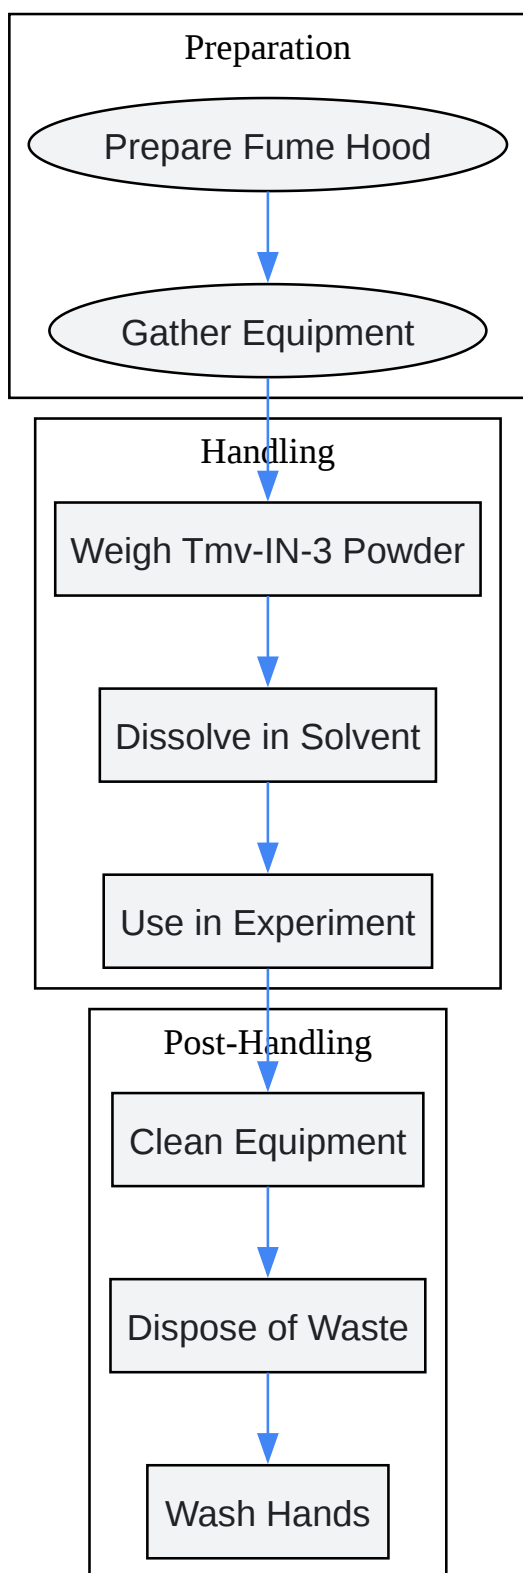 Preparation
Prepare Fume Hood
Gather Equipment
Handling
Weigh Tmv-IN-3 Powder
Dissolve in Solvent
Use in Experiment
Post-Handling
Clean Equipment
Dispose of Waste
Wash Hands